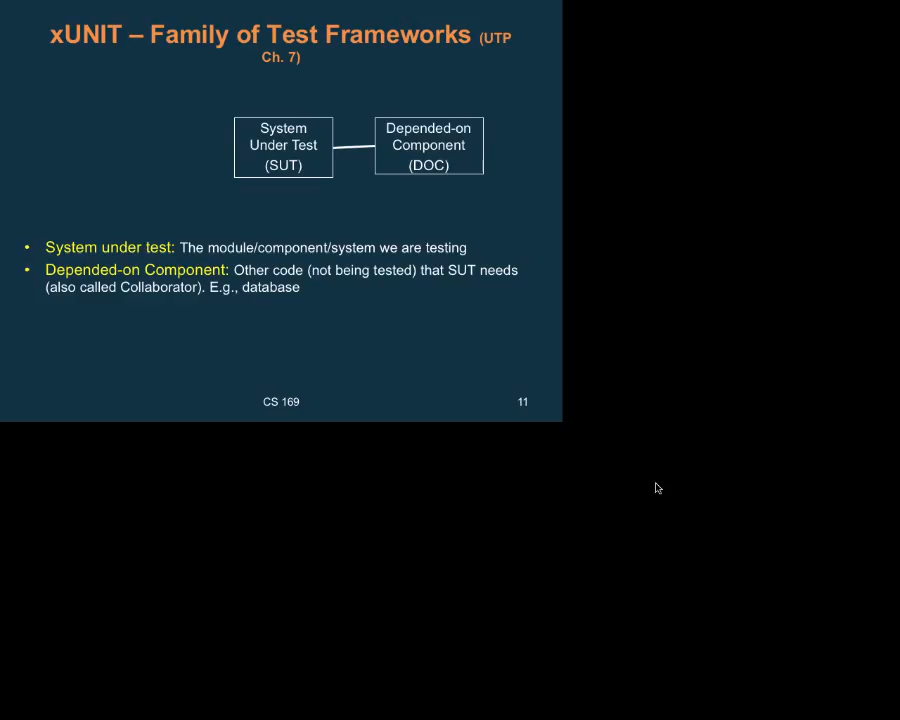 xUNIT – Family of Test Frameworks (UTP
Ch. 7)
System
Under Test
(SUT)
Depended-on
Component
(DOC)
• System under test: The module/component/system we are testing
• Depended-on Component: Other code (not being tested) that SUT needs
(also called Collaborator). E.g., database
CS 169
11